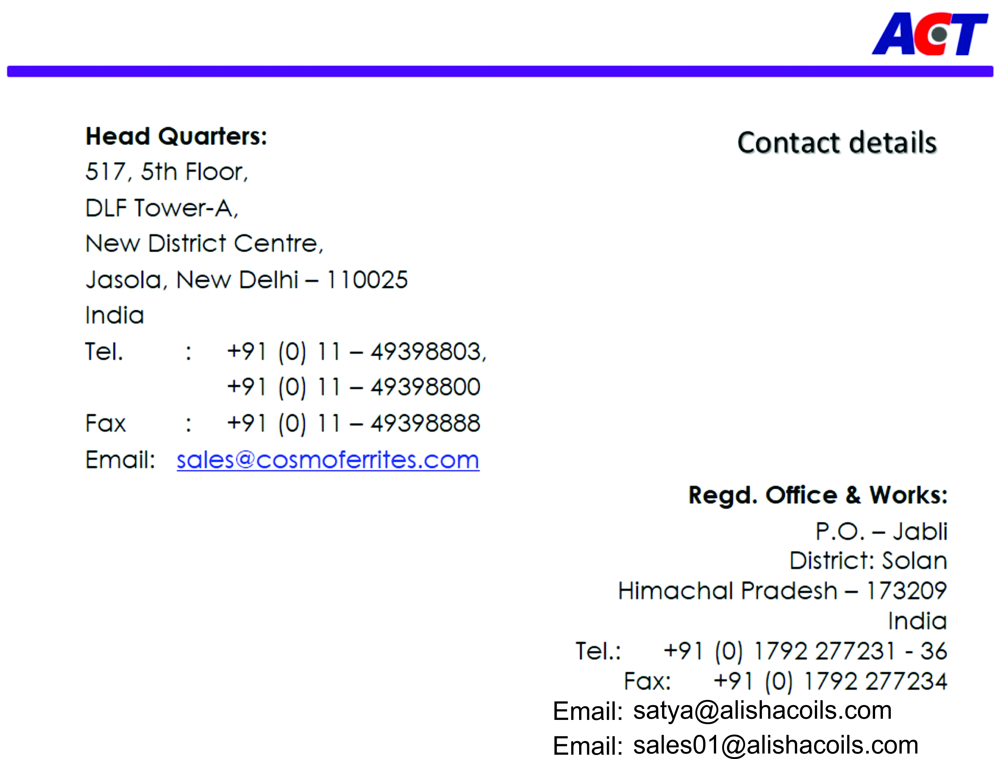 ACT
Contact details
Head Quarters:
517, 5th Floor,
DLF Tower-A,
New District Centre,
Jasola, New Delhi – 110025
India
Tel. : +91 (0) 11 – 49398803,
+91 (0) 11 – 49398800
Fax : +91 (0) 11 – 49398888
Email: sales@cosmoferrites.com
Regd. Office & Works:
P.O. – Jabli
District: Solan
Himachal Pradesh – 173209
India
Tel.: +91 (0) 1792 277231 - 36
Fax: +91 (0) 1792 277234
Email: satya@alishacoils.com
Email: sales01@alishacoils.com